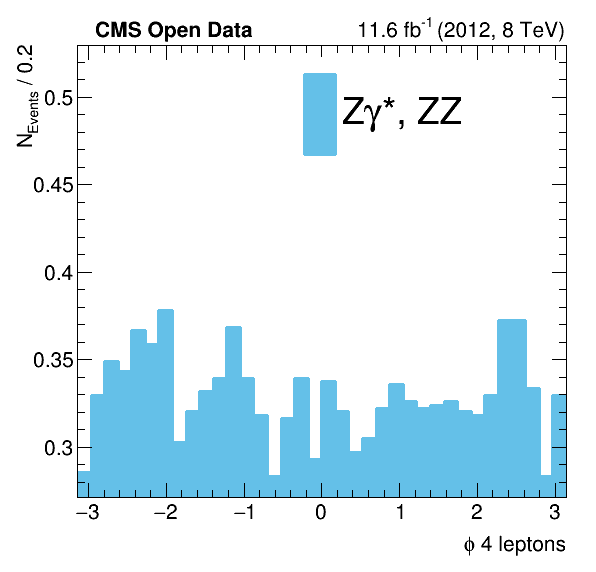 CMS Open Data 11.6 fb⁻¹ (2012, 8 TeV)
N_Events / 0.2
Zγ*, ZZ
0.5
0.45
0.4
0.35
0.3
−3 −2 −1 0 1 2 3
ϕ 4 leptons